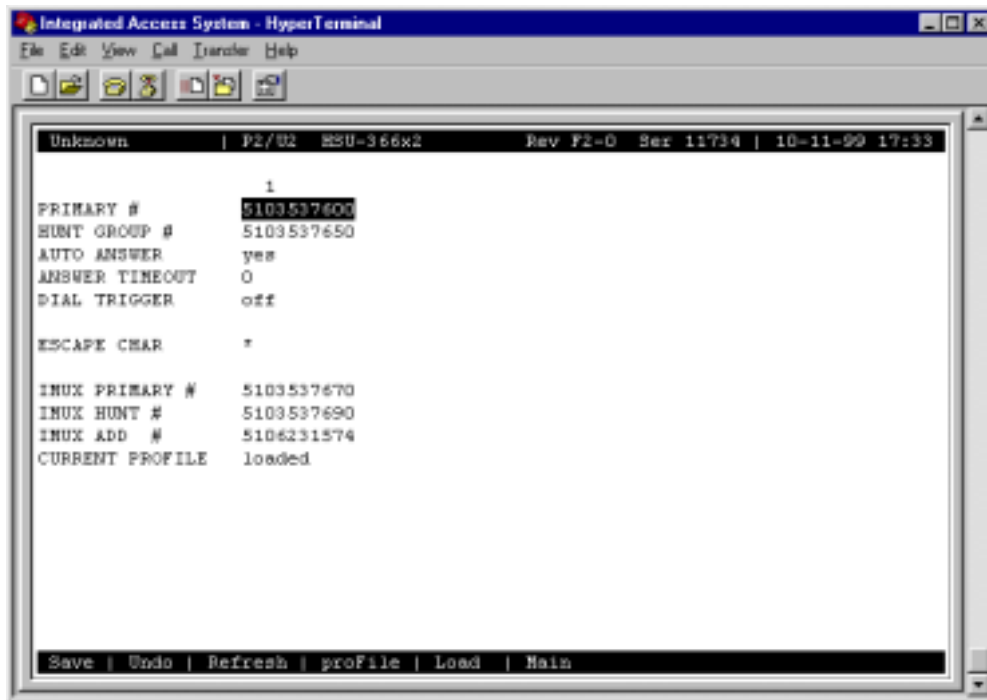 Integrated Access System - HyperTerminal
File Edit View Call Transfer Help
Unknown | P2/U2 HSU-366x2 Rev F2-0 Ser 11734 | 10-11-99 17:33
1
PRIMARY # 5103537600
HUNT GROUP # 5103537650
AUTO ANSWER yes
ANSWER TIMEOUT 0
DIAL TRIGGER off
ESCAPE CHAR *
IMUX PRIMARY # 5103537670
IMUX HUNT # 5103537690
IMUX ADD # 5106231574
CURRENT PROFILE loaded
Save | Undo | Refresh | proFile | Load | Main